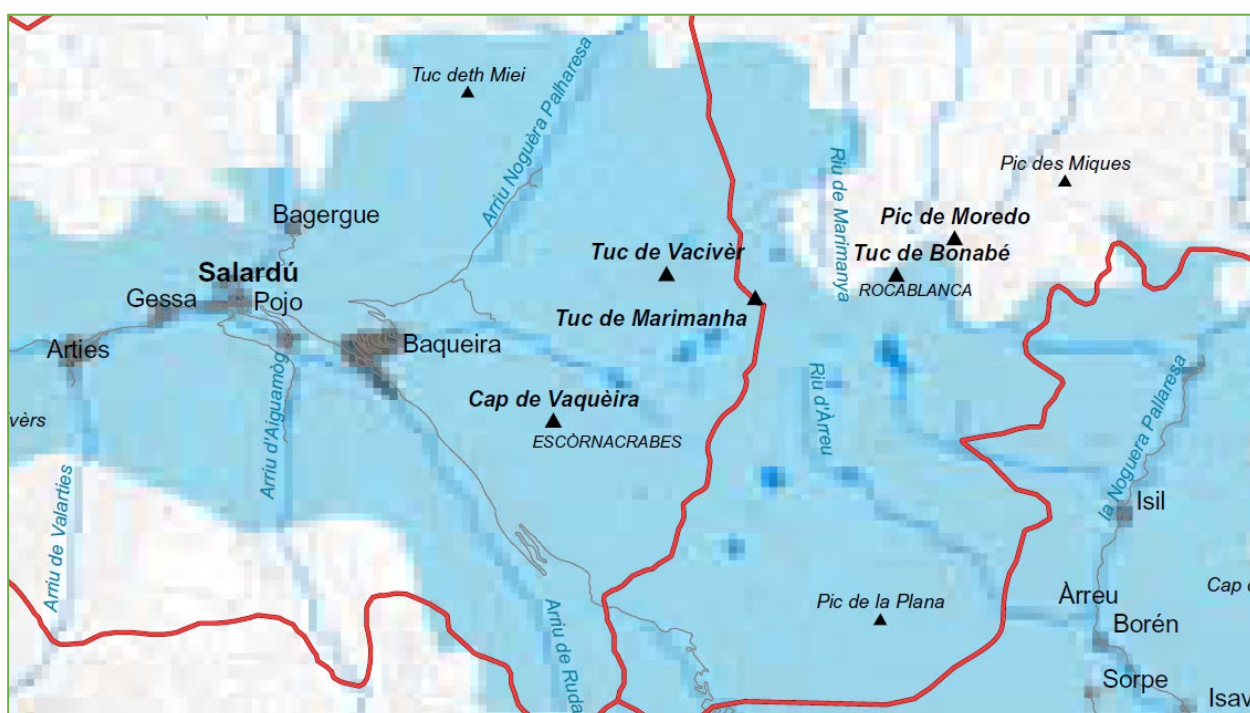 Tuc deth Miei
Arriu Noguèra Palharesa
Riu de Marimanya
Pic des Miques
Bagergue
Pic de Moredo
Tuc de Vacivèr
Tuc de Bonabé
ROCABLANCA
Salardú
Gessa
Pojo
Tuc de Marimanha
Arties
Baqueira
Arriu d'Aiguamòg
Riu d'Àrreu
la Noguera Pallaresa
Cap de Vaquèira
ESCÒRNACRABES
ivèrs
Arriu de Valarties
Isil
Cap d
Pic de la Plana
Àrreu
Borén
Arriu de Ruda
Sorpe
Isav